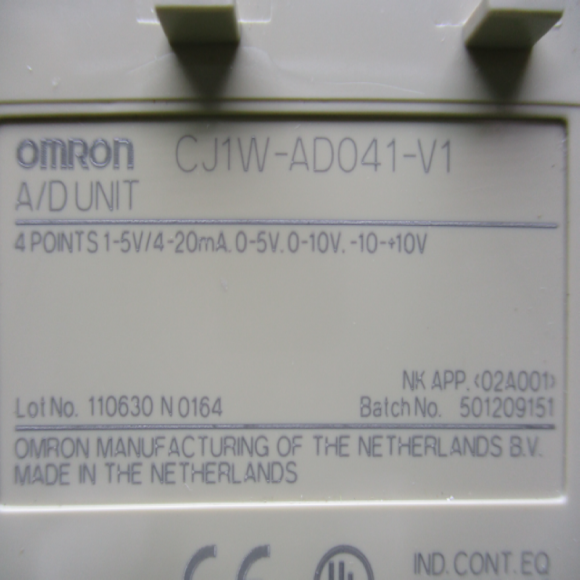 OMRON CJ1W-AD041-V1
A/D UNIT
4 POINTS 1-5V/4-20mA. 0-5V. 0-10V. -10-+10V
NK APP. <02A001>
Lot No. 110630 N 0164 Batch No. 501209151
OMRON MANUFACTURING OF THE NETHERLANDS B.V.
MADE IN THE NETHERLANDS
CE UL IND. CONT. EQ